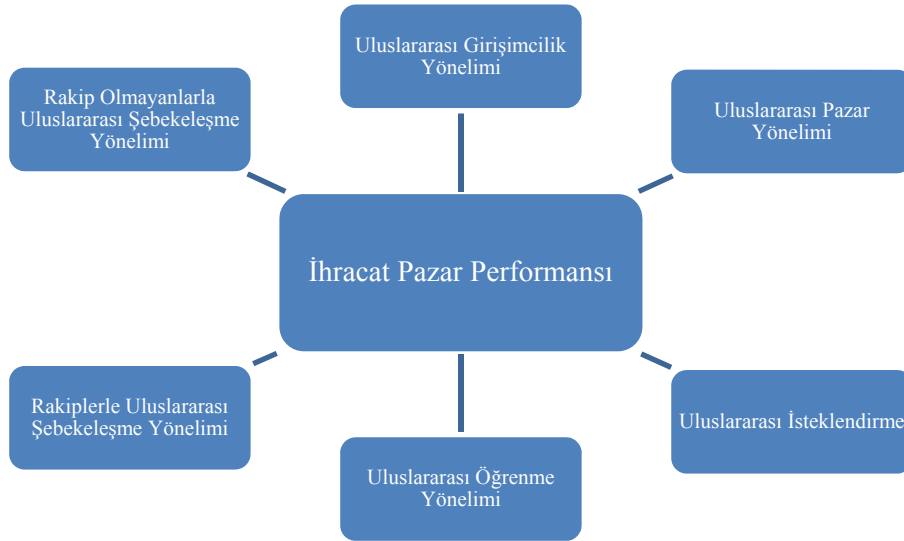 Uluslararası Girişimcilik
Yönelimi
Rakip Olmayanlarla
Uluslararası Şebekeleşme
Yönelimi
Uluslararası Pazar
Yönelimi
İhracat Pazar Performansı
Rakiplerle Uluslararası
Şebekeleşme Yönelimi
Uluslararası İsteklendirme
Uluslararası Öğrenme
Yönelimi